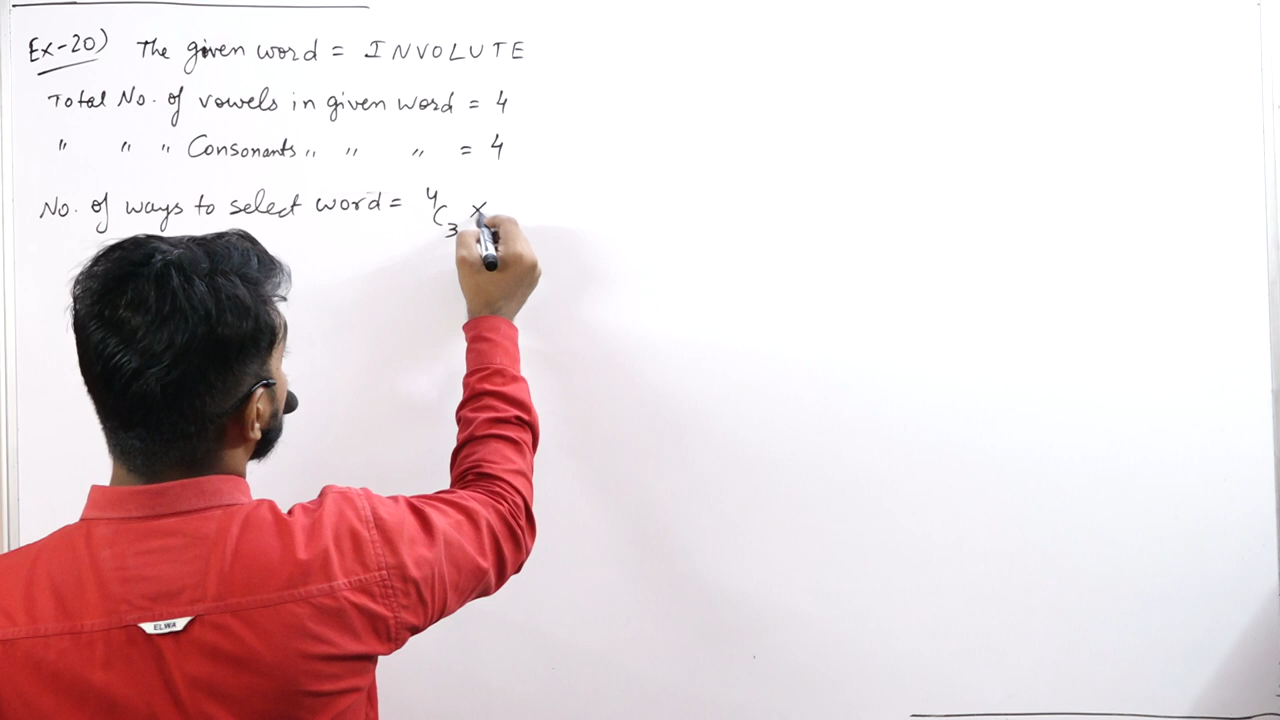 Ex-20) The given word = INVOLUTE
Total No. of vowels in given word = 4
" " " Consonants " " " = 4
No. of ways to select word = ⁴C₃ ×
ELWA